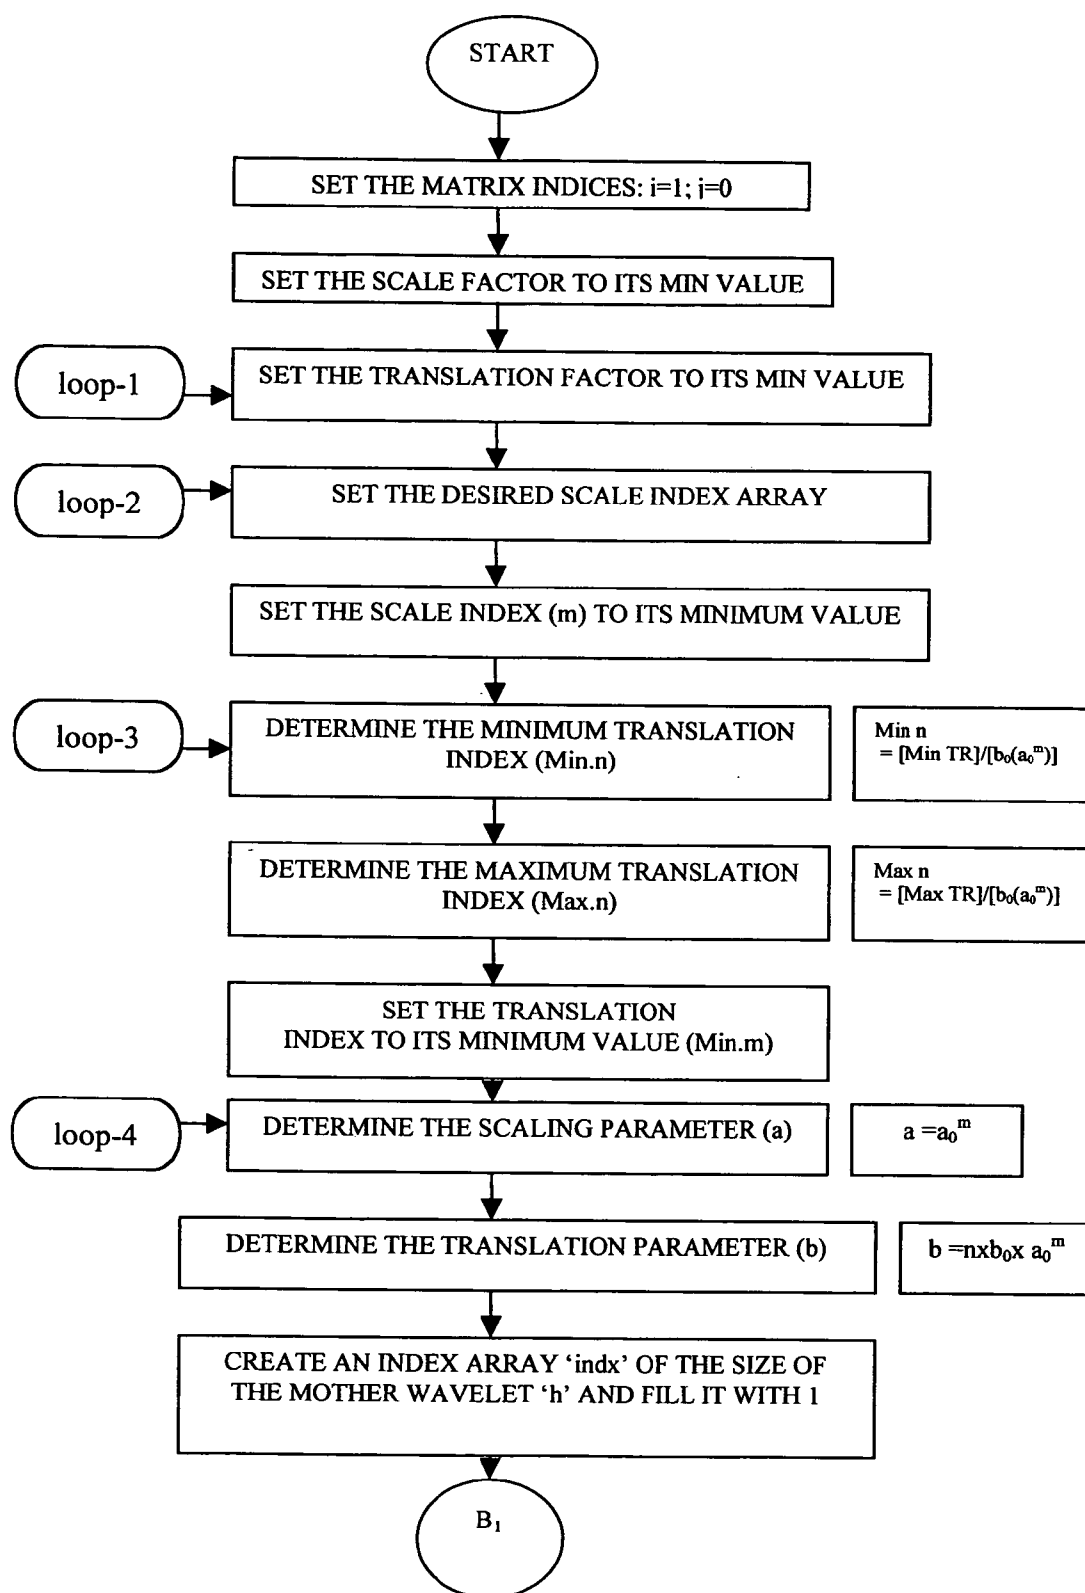 START
SET THE MATRIX INDICES: i=1; j=0
SET THE SCALE FACTOR TO ITS MIN VALUE
loop-1
SET THE TRANSLATION FACTOR TO ITS MIN VALUE
loop-2
SET THE DESIRED SCALE INDEX ARRAY
SET THE SCALE INDEX (m) TO ITS MINIMUM VALUE
loop-3
DETERMINE THE MINIMUM TRANSLATION
INDEX (Min.n)
Min n
= [Min TR]/[b₀(a₀ᵐ)]
DETERMINE THE MAXIMUM TRANSLATION
INDEX (Max.n)
Max n
= [Max TR]/[b₀(a₀ᵐ)]
SET THE TRANSLATION
INDEX TO ITS MINIMUM VALUE (Min.m)
loop-4
DETERMINE THE SCALING PARAMETER (a)
a =a₀ᵐ
DETERMINE THE TRANSLATION PARAMETER (b)
b =nxb₀x a₀ᵐ
CREATE AN INDEX ARRAY ‘indx’ OF THE SIZE OF
THE MOTHER WAVELET ‘h’ AND FILL IT WITH 1
B₁